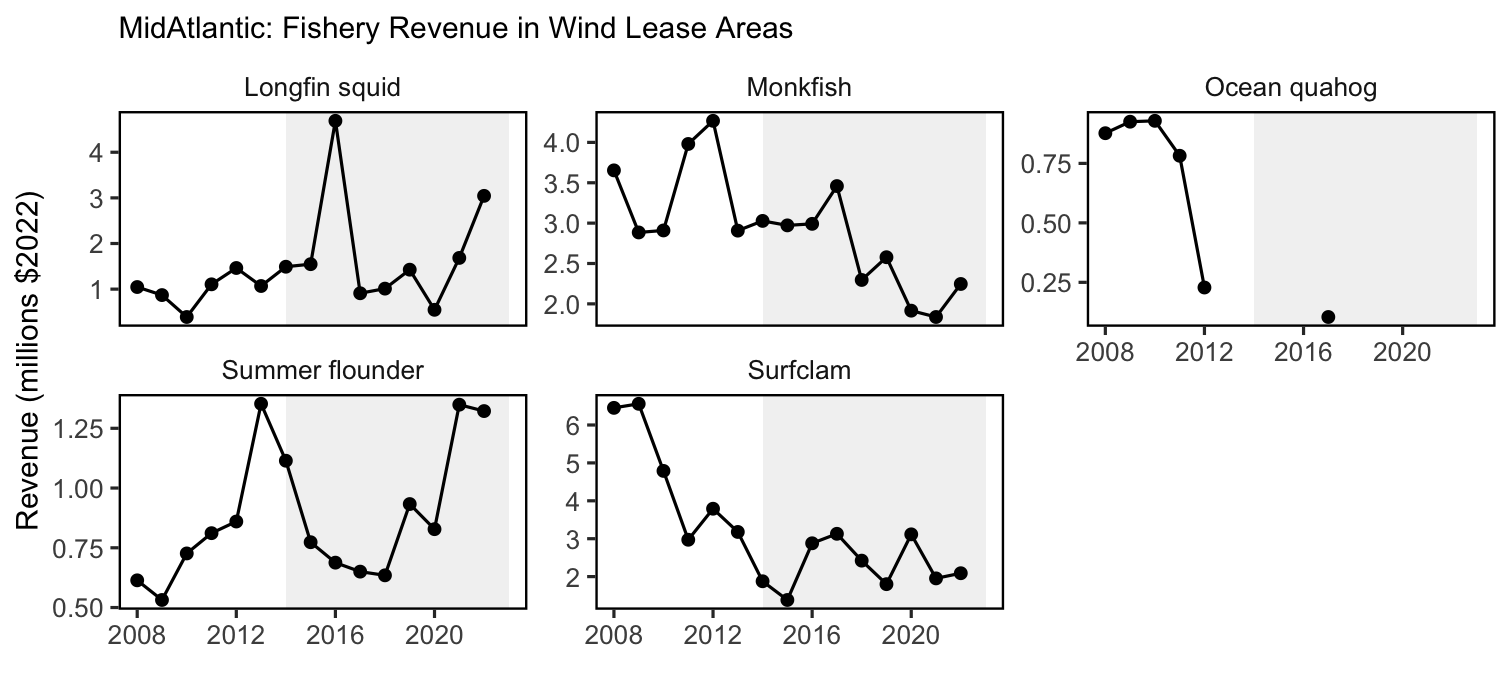 MidAtlantic: Fishery Revenue in Wind Lease Areas
Revenue (millions $2022)
Longfin squid
4
3
2
1
Monkfish
4.0
3.5
3.0
2.5
2.0
Ocean quahog
0.75
0.50
0.25
2008 2012 2016 2020
Summer flounder
1.25
1.00
0.75
0.50
2008 2012 2016 2020
Surfclam
6
5
4
3
2
2008 2012 2016 2020